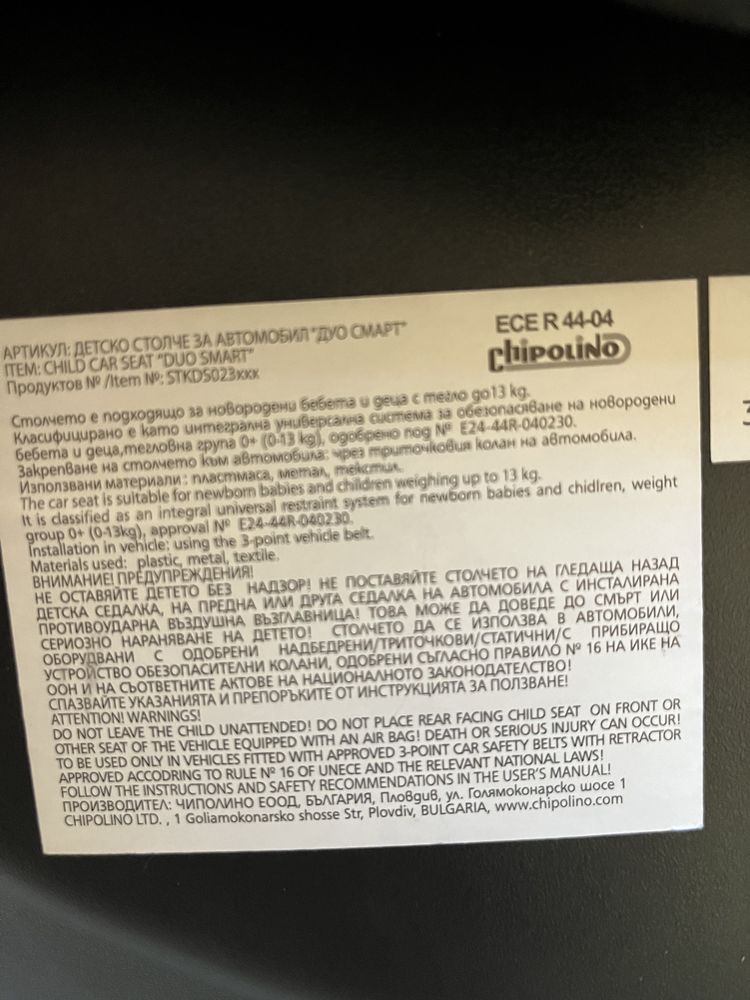 АРТИКУЛ: ДЕТСКО СТОЛЧЕ ЗА АВТОМОБИЛ "ДУО СМАРТ"
ITEM: CHILD CAR SEAT "DUO SMART"
Продуктов № /Item №: STKDS023xxx
ECE R 44-04
chipolino
Столчето е подходящо за новородени бебета и деца с тегло до13 kg.
Класифицирано е като интегрална универсална система за обезопасяване на новородени
бебета и деца,тегловна група 0+ (0-13 kg), одобрено под № E24-44R-040230.
Закрепване на столчето към автомобила: чрез триточковия колан на автомобила.
Използвани материали: пластмаса, метал, текстил.
The car seat is suitable for newborn babies and children weighing up to 13 kg.
It is classified as an integral universal restraint system for newborn babies and chidlren, weight
group 0+ (0-13kg), approval № E24-44R-040230.
Installation in vehicle: using the 3-point vehicle belt.
Materials used: plastic, metal, textile.
ВНИМАНИЕ! ПРЕДУПРЕЖДЕНИЯ!
НЕ ОСТАВЯЙТЕ ДЕТЕТО БЕЗ НАДЗОР! НЕ ПОСТАВЯЙТЕ СТОЛЧЕТО НА ГЛЕДАЩА НАЗАД
ДЕТСКА СЕДАЛКА, НА ПРЕДНА ИЛИ ДРУГА СЕДАЛКА НА АВТОМОБИЛА С ИНСТАЛИРАНА
ПРОТИВОУДАРНА ВЪЗДУШНА ВЪЗГЛАВНИЦА! ТОВА МОЖЕ ДА ДОВЕДЕ ДО СМЪРТ ИЛИ
СЕРИОЗНО НАРАНЯВАНЕ НА ДЕТЕТО! СТОЛЧЕТО ДА СЕ ИЗПОЛЗВА В АВТОМОБИЛИ,
ОБОРУДВАНИ С ОДОБРЕНИ НАДБЕДРЕНИ/ТРИТОЧКОВИ/СТАТИЧНИ/С ПРИБИРАЩО
УСТРОЙСТВО ОБЕЗОПАСИТЕЛНИ КОЛАНИ, ОДОБРЕНИ СЪГЛАСНО ПРАВИЛО № 16 НА ИКЕ НА
ООН И НА СЪОТВЕТНИТЕ АКТОВЕ НА НАЦИОНАЛНОТО ЗАКОНОДАТЕЛСТВО!
СПАЗВАЙТЕ УКАЗАНИЯТА И ПРЕПОРЪКИТЕ ОТ ИНСТРУКЦИЯТА ЗА ПОЛЗВАНЕ!
ATTENTION! WARNINGS!
DO NOT LEAVE THE CHILD UNATTENDED! DO NOT PLACE REAR FACING CHILD SEAT ON FRONT OR
OTHER SEAT OF THE VEHICLE EQUIPPED WITH AN AIR BAG! DEATH OR SERIOUS INJURY CAN OCCUR!
TO BE USED ONLY IN VEHICLES FITTED WITH APPROVED 3-POINT CAR SAFETY BELTS WITH RETRACTOR
APPROVED ACCODRING TO RULE № 16 OF UNECE AND THE RELEVANT NATIONAL LAWS!
FOLLOW THE INSTRUCTIONS AND SAFETY RECOMMENDATIONS IN THE USER'S MANUAL!
ПРОИЗВОДИТЕЛ: ЧИПОЛИНО ЕООД, БЪЛГАРИЯ, Пловдив, ул. Голямоконарско шосе 1
CHIPOLINO LTD. , 1 Goliamokonarsko shosse Str, Plovdiv, BULGARIA, www.chipolino.com